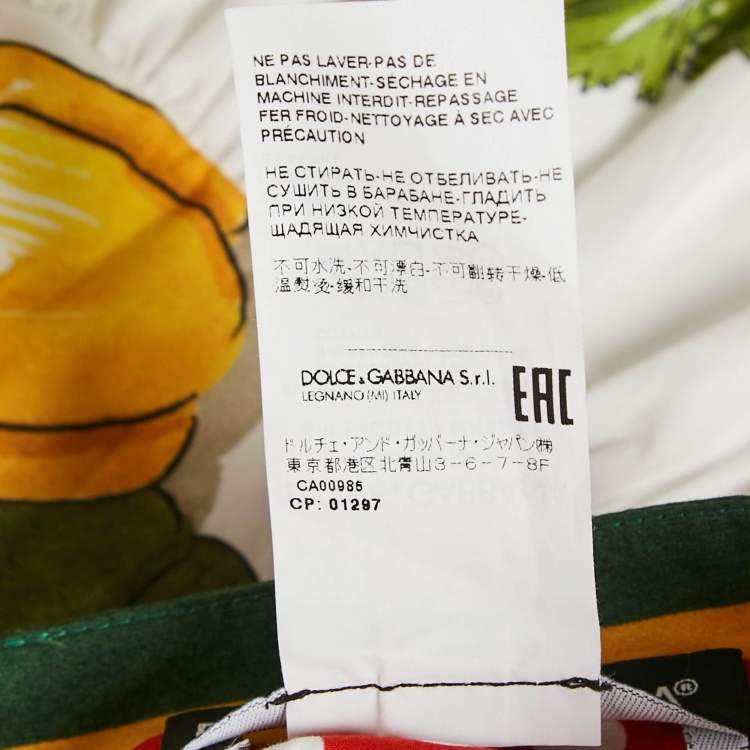 NE PAS LAVER-PAS DE
BLANCHIMENT-SÉCHAGE EN
MACHINE INTERDIT-REPASSAGE
FER FROID-NETTOYAGE À SEC AVEC
PRÉCAUTION
НЕ СТИРАТЬ-НЕ ОТБЕЛИВАТЬ-НЕ
СУШИТЬ В БАРАБАНЕ-ГЛАДИТЬ
ПРИ НИЗКОЙ ТЕМПЕРАТУРЕ-
ЩАДЯЩАЯ ХИМЧИСТКА
不可水洗-不可漂白-不可翻转干燥-低
温熨烫-缓和干洗
DOLCE & GABBANA S.r.l.
LEGNANO (MI) ITALY
EAC
ドルチェ・アンド・ガッバーナ・ジャパン(株)
東京都港区北青山3-6-7-8F
CA00985
CP: 01297